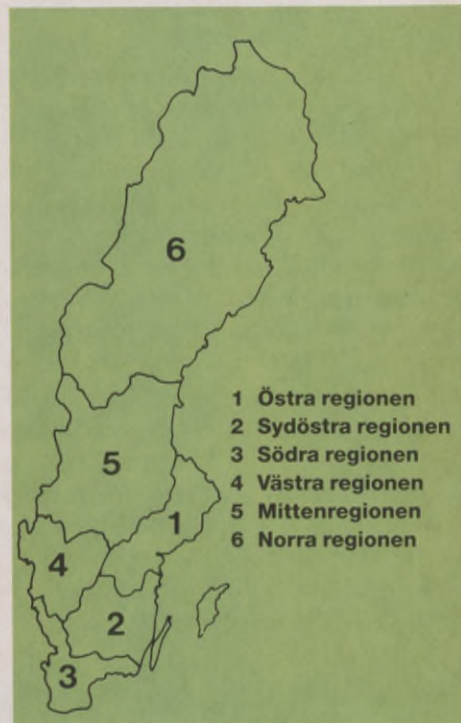 6
5
1
4
2
3
1 Östra regionen
2 Sydöstra regionen
3 Södra regionen
4 Västra regionen
5 Mittenregionen
6 Norra regionen